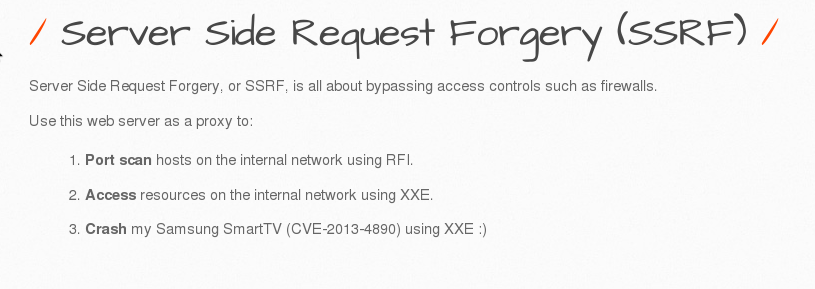 / Server Side Request Forgery (SSRF) /
Server Side Request Forgery, or SSRF, is all about bypassing access controls such as firewalls.
Use this web server as a proxy to:
1. Port scan hosts on the internal network using RFI.
2. Access resources on the internal network using XXE.
3. Crash my Samsung SmartTV (CVE-2013-4890) using XXE :)